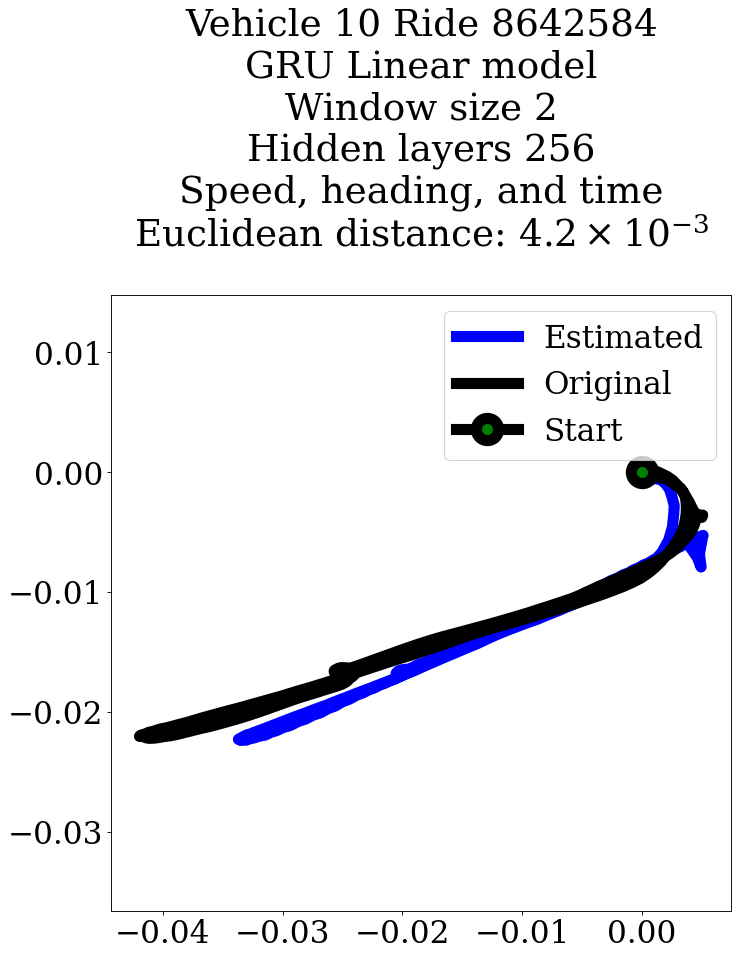 Vehicle 10 Ride 8642584
GRU Linear model
Window size 2
Hidden layers 256
Speed, heading, and time
Euclidean distance: 4.2 × 10⁻³
Estimated
Original
Start
0.01
0.00
−0.01
−0.02
−0.03
−0.04 −0.03 −0.02 −0.01 0.00